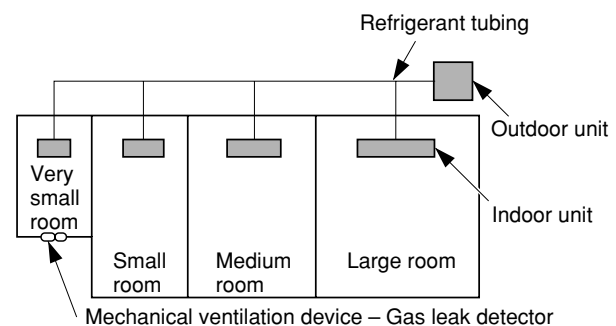 Refrigerant tubing
Outdoor unit
Very
small
room
Indoor unit
Small
room
Medium
room
Large room
Mechanical ventilation device – Gas leak detector